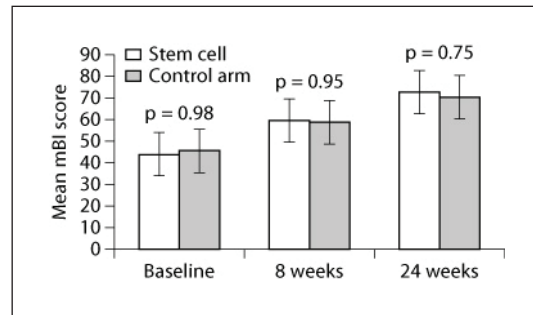 Mean mBI score
90
80
70
60
50
40
30
20
10
0
Stem cell
Control arm
p = 0.98
p = 0.95
p = 0.75
Baseline
8 weeks
24 weeks